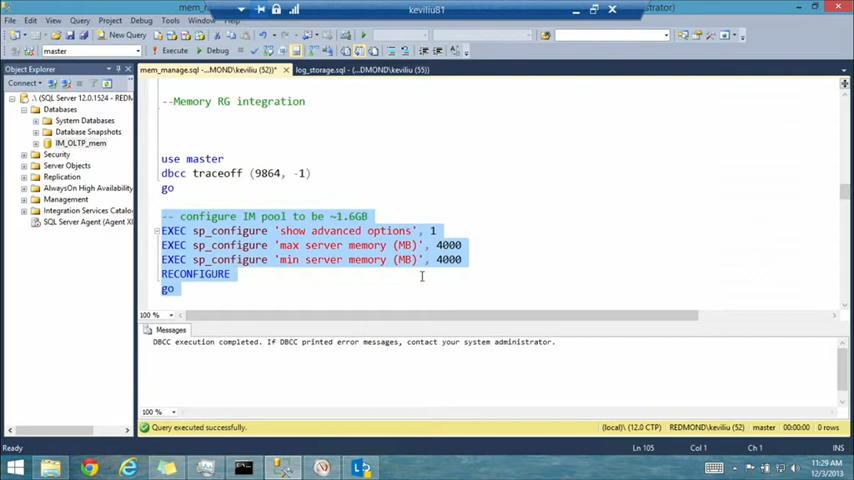 mem_m
keviliu81
istrator)
File Edit View Query Project Debug Tools Window Help
New Query
master
Execute
Debug
Object Explorer
mem_manage.sql -...MOND\keviliu (52))*
log_storage.sql - (...DMOND\keviliu (55))
Connect
.\ (SQL Server 12.0.1524 - REDM
Databases
System Databases
Database Snapshots
IM_OLTP_mem
Security
Server Objects
Replication
AlwaysOn High Availability
Management
Integration Services Catalo
SQL Server Agent (Agent X
--Memory RG integration
use master
dbcc traceoff (9864, -1)
go
-- configure IM pool to be ~1.6GB
EXEC sp_configure 'show advanced options', 1
EXEC sp_configure 'max server memory (MB)', 4000
EXEC sp_configure 'min server memory (MB)', 4000
RECONFIGURE
go
100 %
Messages
DBCC execution completed. If DBCC printed error messages, contact your system administrator.
100 %
Query executed successfully.
(local)\ (12.0 CTP)
REDMOND\keviliu (52)
master
00:00:00
0 rows
Ready
Ln 105
Col 1
Ch 1
INS
11:29 AM
12/3/2013